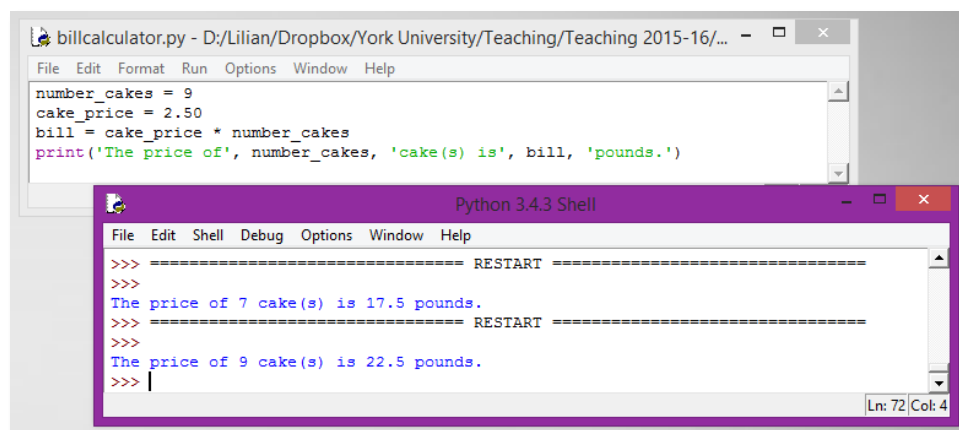 billcalculator.py - D:/Lilian/Dropbox/York University/Teaching/Teaching 2015-16/...
File Edit Format Run Options Window Help
number_cakes = 9
cake_price = 2.50
bill = cake_price * number_cakes
print('The price of', number_cakes, 'cake(s) is', bill, 'pounds.')
Python 3.4.3 Shell
File Edit Shell Debug Options Window Help
>>> ================================ RESTART ================================
>>>
The price of 7 cake(s) is 17.5 pounds.
>>> ================================ RESTART ================================
>>>
The price of 9 cake(s) is 22.5 pounds.
>>>
Ln: 72 Col: 4